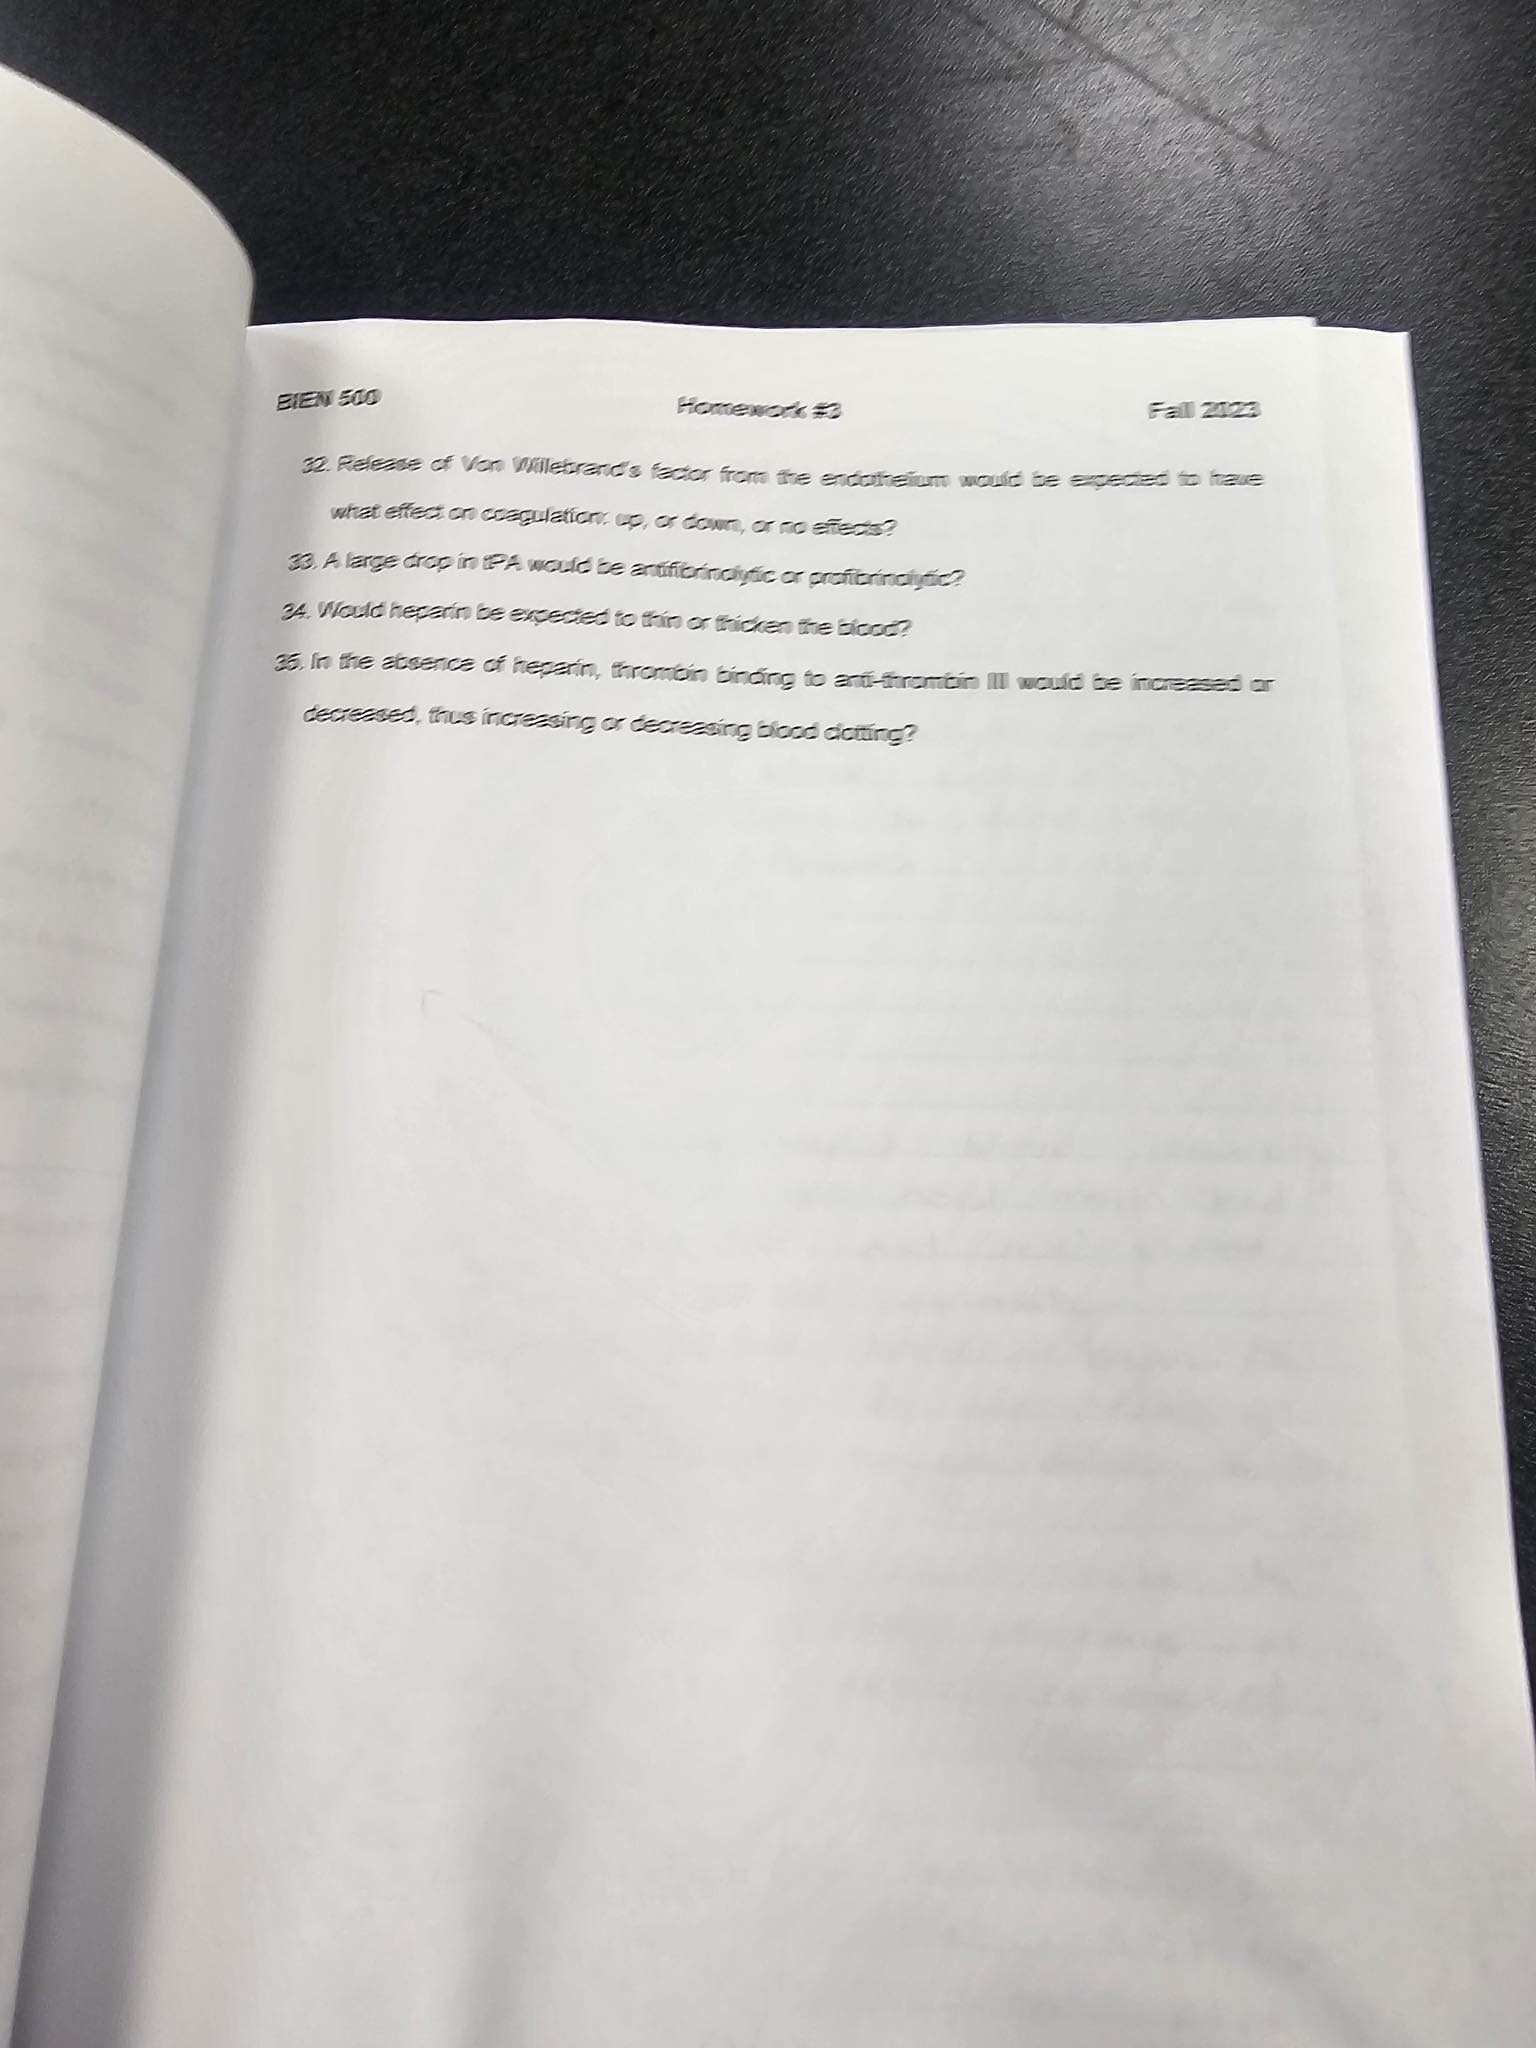 BIEN 500 Homework #3 Fall 2023
32. Release of Von Willebrand's factor from the endothelium would be expected to have
what effect on coagulation: up, or down, or no effects?
33. A large drop in tPA would be antifibrinolytic or profibrinolytic?
34. Would heparin be expected to thin or thicken the blood?
35. In the absence of heparin, thrombin binding to anti-thrombin III would be increased or
decreased, thus increasing or decreasing blood clotting?